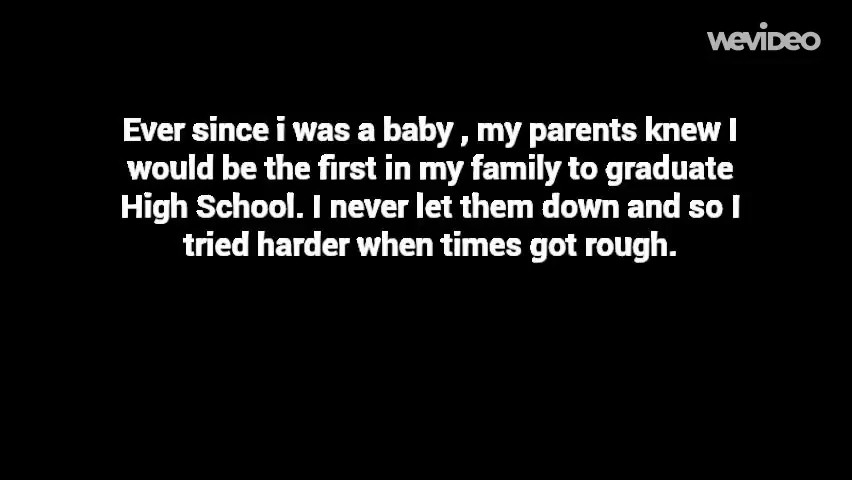 WEVIDEO
Ever since i was a baby , my parents knew I
would be the first in my family to graduate
High School. I never let them down and so I
tried harder when times got rough.